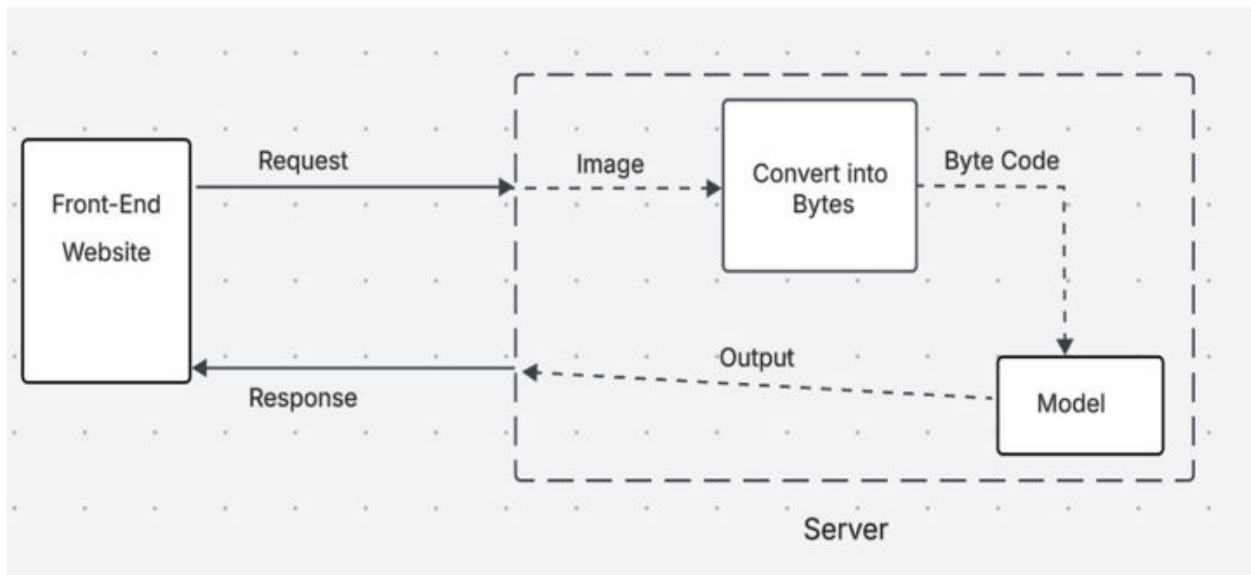 Request
Image
Convert into
Bytes
Byte Code
Front-End
Website
Output
Response
Model
Server